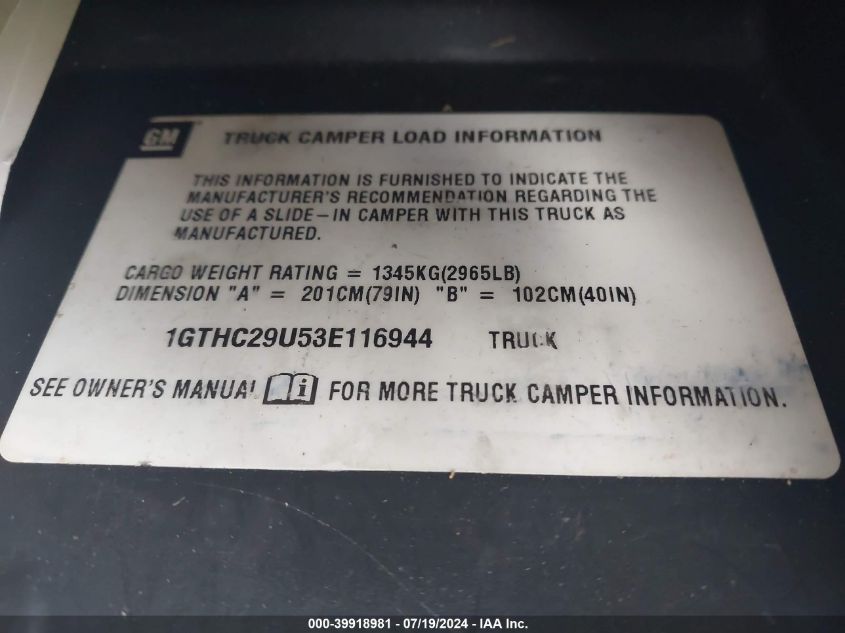 GM TRUCK CAMPER LOAD INFORMATION
THIS INFORMATION IS FURNISHED TO INDICATE THE
MANUFACTURER'S RECOMMENDATION REGARDING THE
USE OF A SLIDE-IN CAMPER WITH THIS TRUCK AS
MANUFACTURED.
CARGO WEIGHT RATING = 1345KG(2965LB)
DIMENSION "A" = 201CM(79IN) "B" = 102CM(40IN)
1GTHC29U53E116944 TRUCK
SEE OWNER'S MANUAL i FOR MORE TRUCK CAMPER INFORMATION.
000-39918981 - 07/19/2024 - IAA Inc.